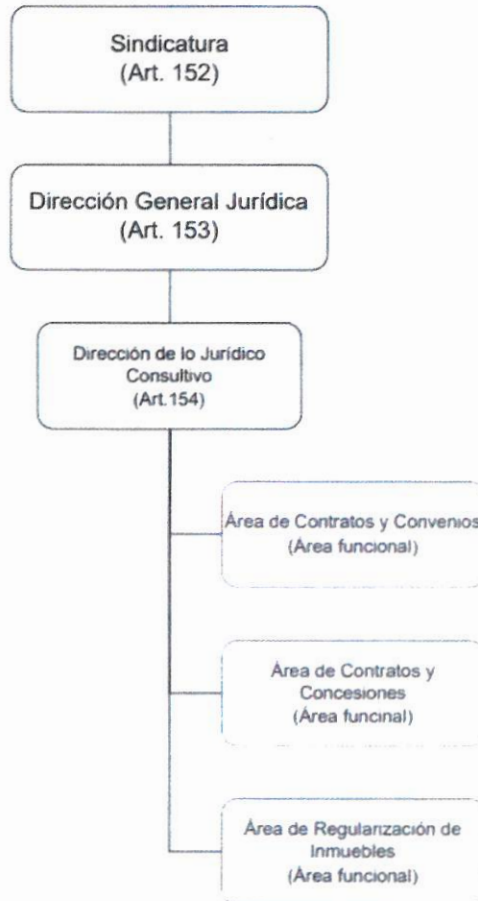 Sindicatura
(Art. 152)
Dirección General Jurídica
(Art. 153)
Dirección de lo Jurídico
Consultivo
(Art.154)
Área de Contratos y Convenios
(Área funcional)
Área de Contratos y
Concesiones
(Área funcinal)
Área de Regularización de
Inmuebles
(Área funcional)